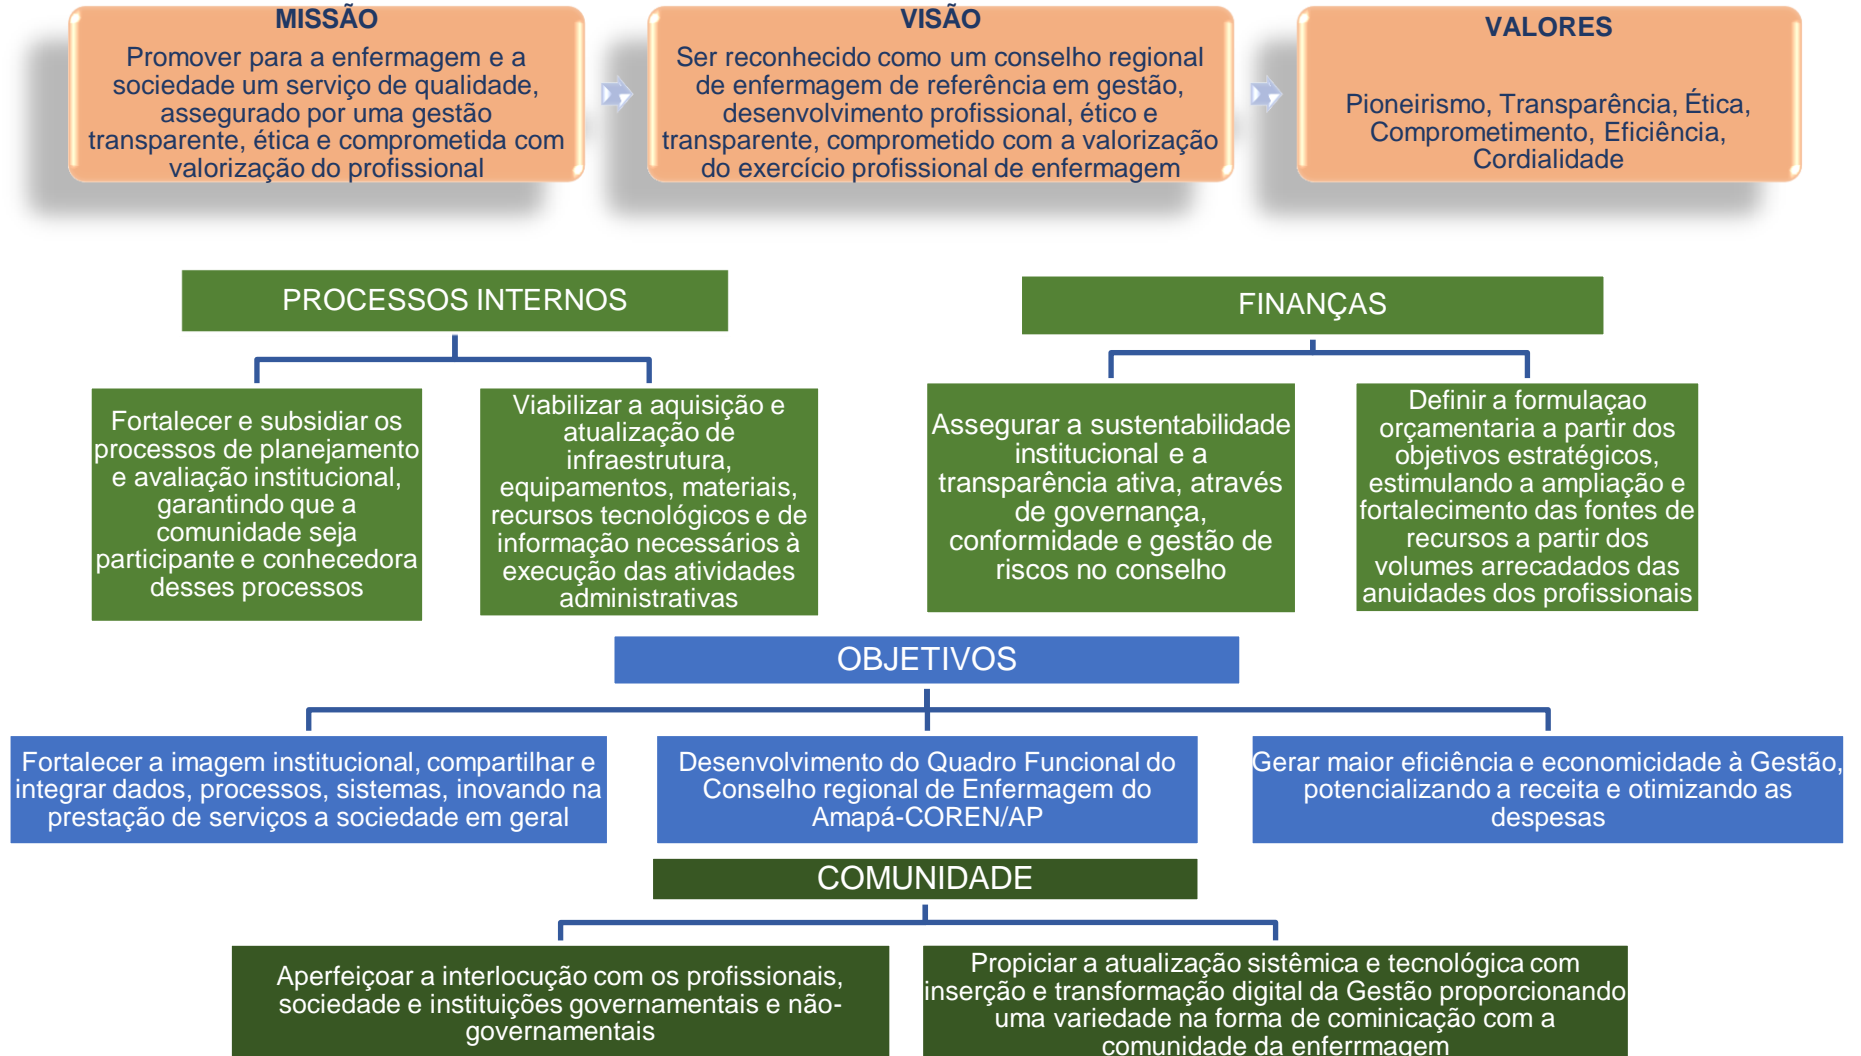 MISSÃO
Promover para a enfermagem e a
sociedade um serviço de qualidade,
assegurado por uma gestão
transparente, ética e comprometida com
valorização do profissional
VISÃO
Ser reconhecido como um conselho regional
de enfermagem de referência em gestão,
desenvolvimento profissional, ético e
transparente, comprometido com a valorização
do exercício profissional de enfermagem
VALORES
Pioneirismo, Transparência, Ética,
Comprometimento, Eficiência,
Cordialidade
PROCESSOS INTERNOS
Fortalecer e subsidiar os
processos de planejamento
e avaliação institucional,
garantindo que a
comunidade seja
participante e conhecedora
desses processos
Viabilizar a aquisição e
atualização de
infraestrutura,
equipamentos, materiais,
recursos tecnológicos e de
informação necessários à
execução das atividades
administrativas
FINANÇAS
Assegurar a sustentabilidade
institucional e a
transparência ativa, através
de governança,
conformidade e gestão de
riscos no conselho
Definir a formulaçao
orçamentaria a partir dos
objetivos estratégicos,
estimulando a ampliação e
fortalecimento das fontes de
recursos a partir dos
volumes arrecadados das
anuidades dos profissionais
OBJETIVOS
Fortalecer a imagem institucional, compartilhar e
integrar dados, processos, sistemas, inovando na
prestação de serviços a sociedade em geral
Desenvolvimento do Quadro Funcional do
Conselho regional de Enfermagem do
Amapá-COREN/AP
Gerar maior eficiência e economicidade à Gestão,
potencializando a receita e otimizando as
despesas
COMUNIDADE
Aperfeiçoar a interlocução com os profissionais,
sociedade e instituições governamentais e não-
governamentais
Propiciar a atualização sistêmica e tecnológica com
inserção e transformação digital da Gestão proporcionando
uma variedade na forma de cominicação com a
comunidade da enferrmagem